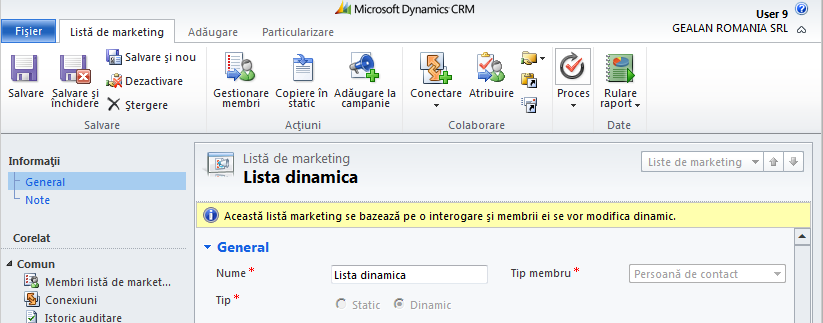 Microsoft Dynamics CRM
User 9
GEALAN ROMANIA SRL
Fişier
Listă de marketing
Adăugare
Particularizare
Salvare
Salvare şi închidere
Salvare şi nou
Dezactivare
Ştergere
Salvare
Gestionare membri
Copiere în static
Adăugare la campanie
Acţiuni
Conectare
Atribuire
Colaborare
Proces
Rulare raport
Date
Informaţii
General
Note
Corelat
Comun
Membri listă de market...
Conexiuni
Istoric auditare
Listă de marketing
Lista dinamica
Liste de marketing
Această listă marketing se bazează pe o interogare şi membrii ei se vor modifica dinamic.
General
Nume *
Lista dinamica
Tip membru *
Persoană de contact
Tip *
Static
Dinamic